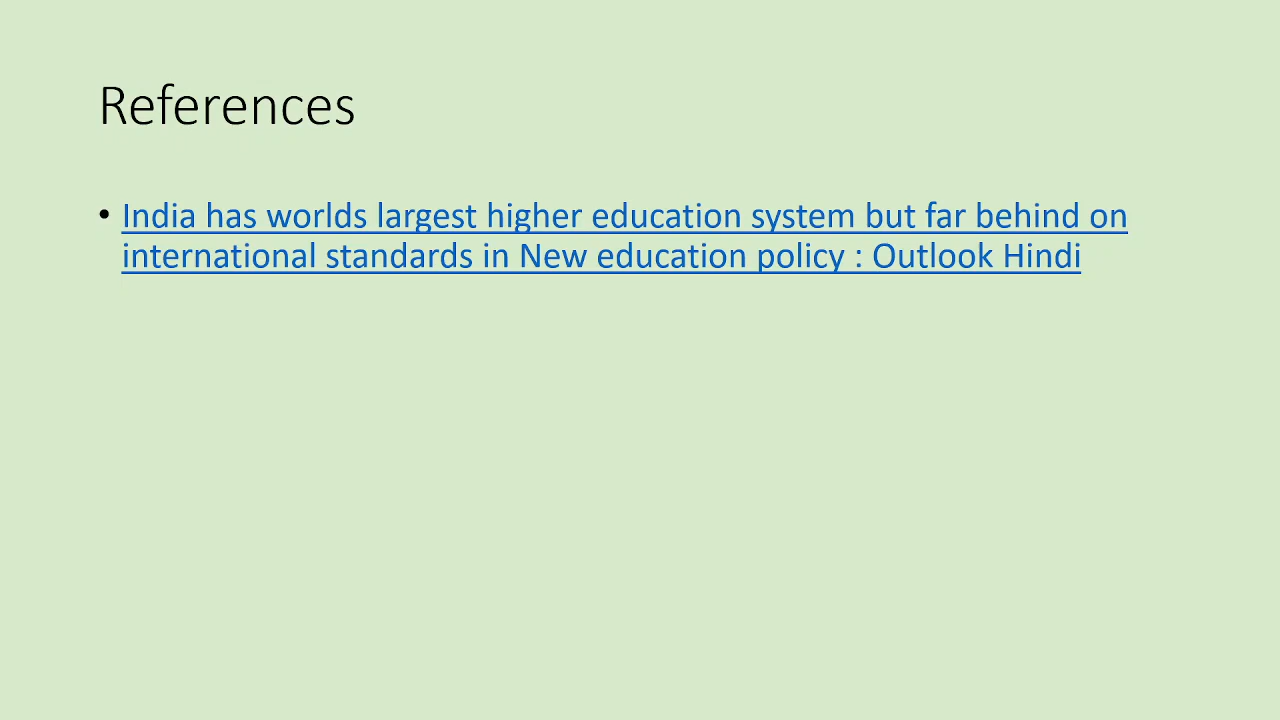 References
• India has worlds largest higher education system but far behind on
international standards in New education policy : Outlook Hindi